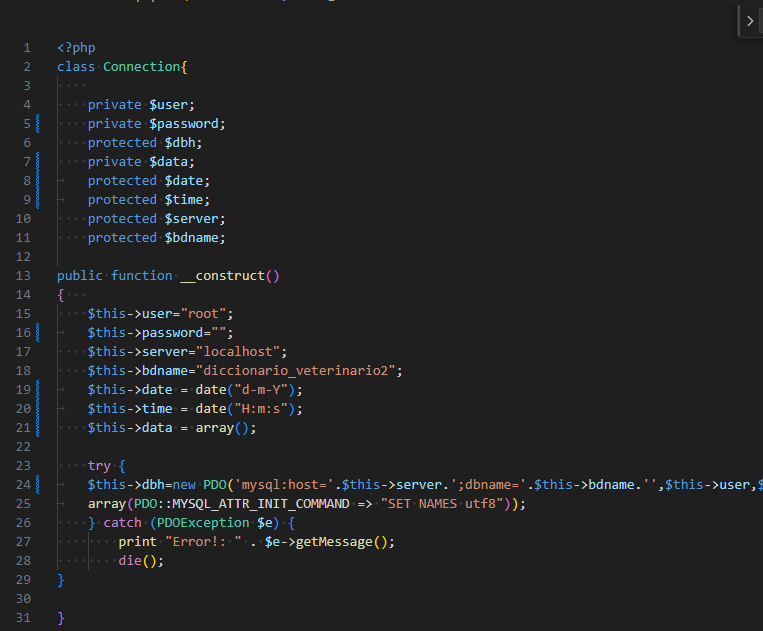 1 <?php
2 class Connection{
3
4 private $user;
5 private $password;
6 protected $dbh;
7 private $data;
8 protected $date;
9 protected $time;
10 protected $server;
11 protected $bdname;
12
13 public function __construct()
14 {
15 $this->user="root";
16 $this->password="";
17 $this->server="localhost";
18 $this->bdname="diccionario_veterinario2";
19 $this->date = date("d-m-Y");
20 $this->time = date("H:m:s");
21 $this->data = array();
22
23 try {
24 $this->dbh=new PDO('mysql:host='.$this->server.';dbname='.$this->bdname.'',$this->user,$
25 array(PDO::MYSQL_ATTR_INIT_COMMAND => "SET NAMES utf8"));
26 } catch (PDOException $e) {
27 print "Error!: " . $e->getMessage();
28 die();
29 }
30
31 }